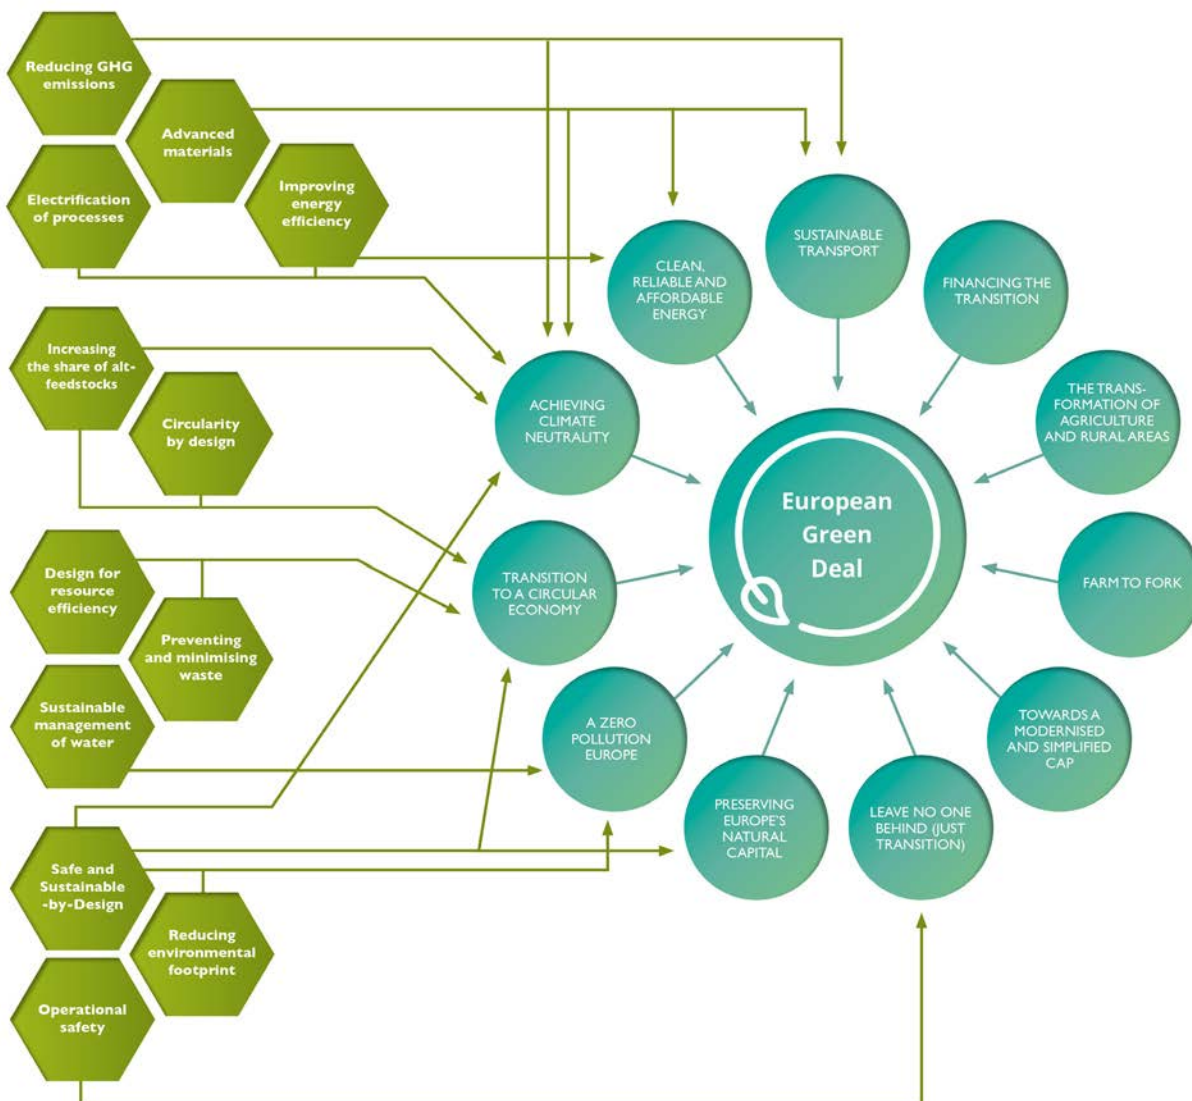 Reducing GHG
emissions
Advanced
materials
Electrification
of processes
Improving
energy
efficiency
Increasing
the share of alt-
feedstocks
Circularity
by design
Design for
resource
efficiency
Preventing
and minimising
waste
Sustainable
management
of water
Safe and
Sustainable
-by-Design
Reducing
environmental
footprint
Operational
safety
SUSTAINABLE
TRANSPORT
CLEAN,
RELIABLE AND
AFFORDABLE
ENERGY
FINANCING THE
TRANSITION
ACHIEVING
CLIMATE
NEUTRALITY
THE TRANS-
FORMATION OF
AGRICULTURE
AND RURAL AREAS
European
Green
Deal
TRANSITION
TO A CIRCULAR
ECONOMY
FARM TO FORK
A ZERO
POLLUTION
EUROPE
TOWARDS A
MODERNISED
AND SIMPLIFIED
CAP
PRESERVING
EUROPE'S
NATURAL
CAPITAL
LEAVE NO ONE
BEHIND (JUST
TRANSITION)